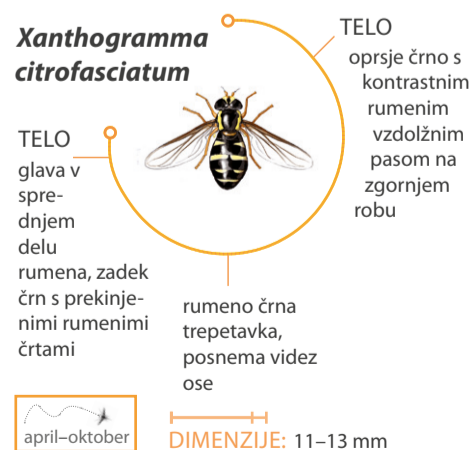 Xanthogramma
citrofasciatum
TELO
oprsje črno s
kontrastnim
rumenim
vzdolžnim
pasom na
zgornjem
robu
TELO
glava v
spre-
dnjem
delu
rumena, zadek
črn s prekinje-
nimi rumenimi
črtami
rumeno črna
trepetavka,
posnema videz
ose
april–oktober
DIMENZIJE: 11–13 mm